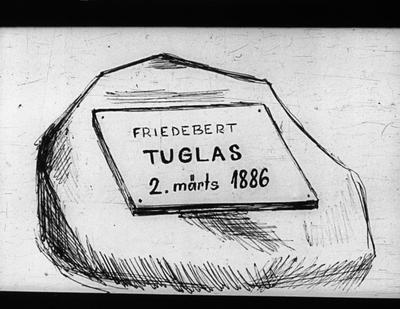 FRIEDEBERT
TUGLAS
2. märts 1886